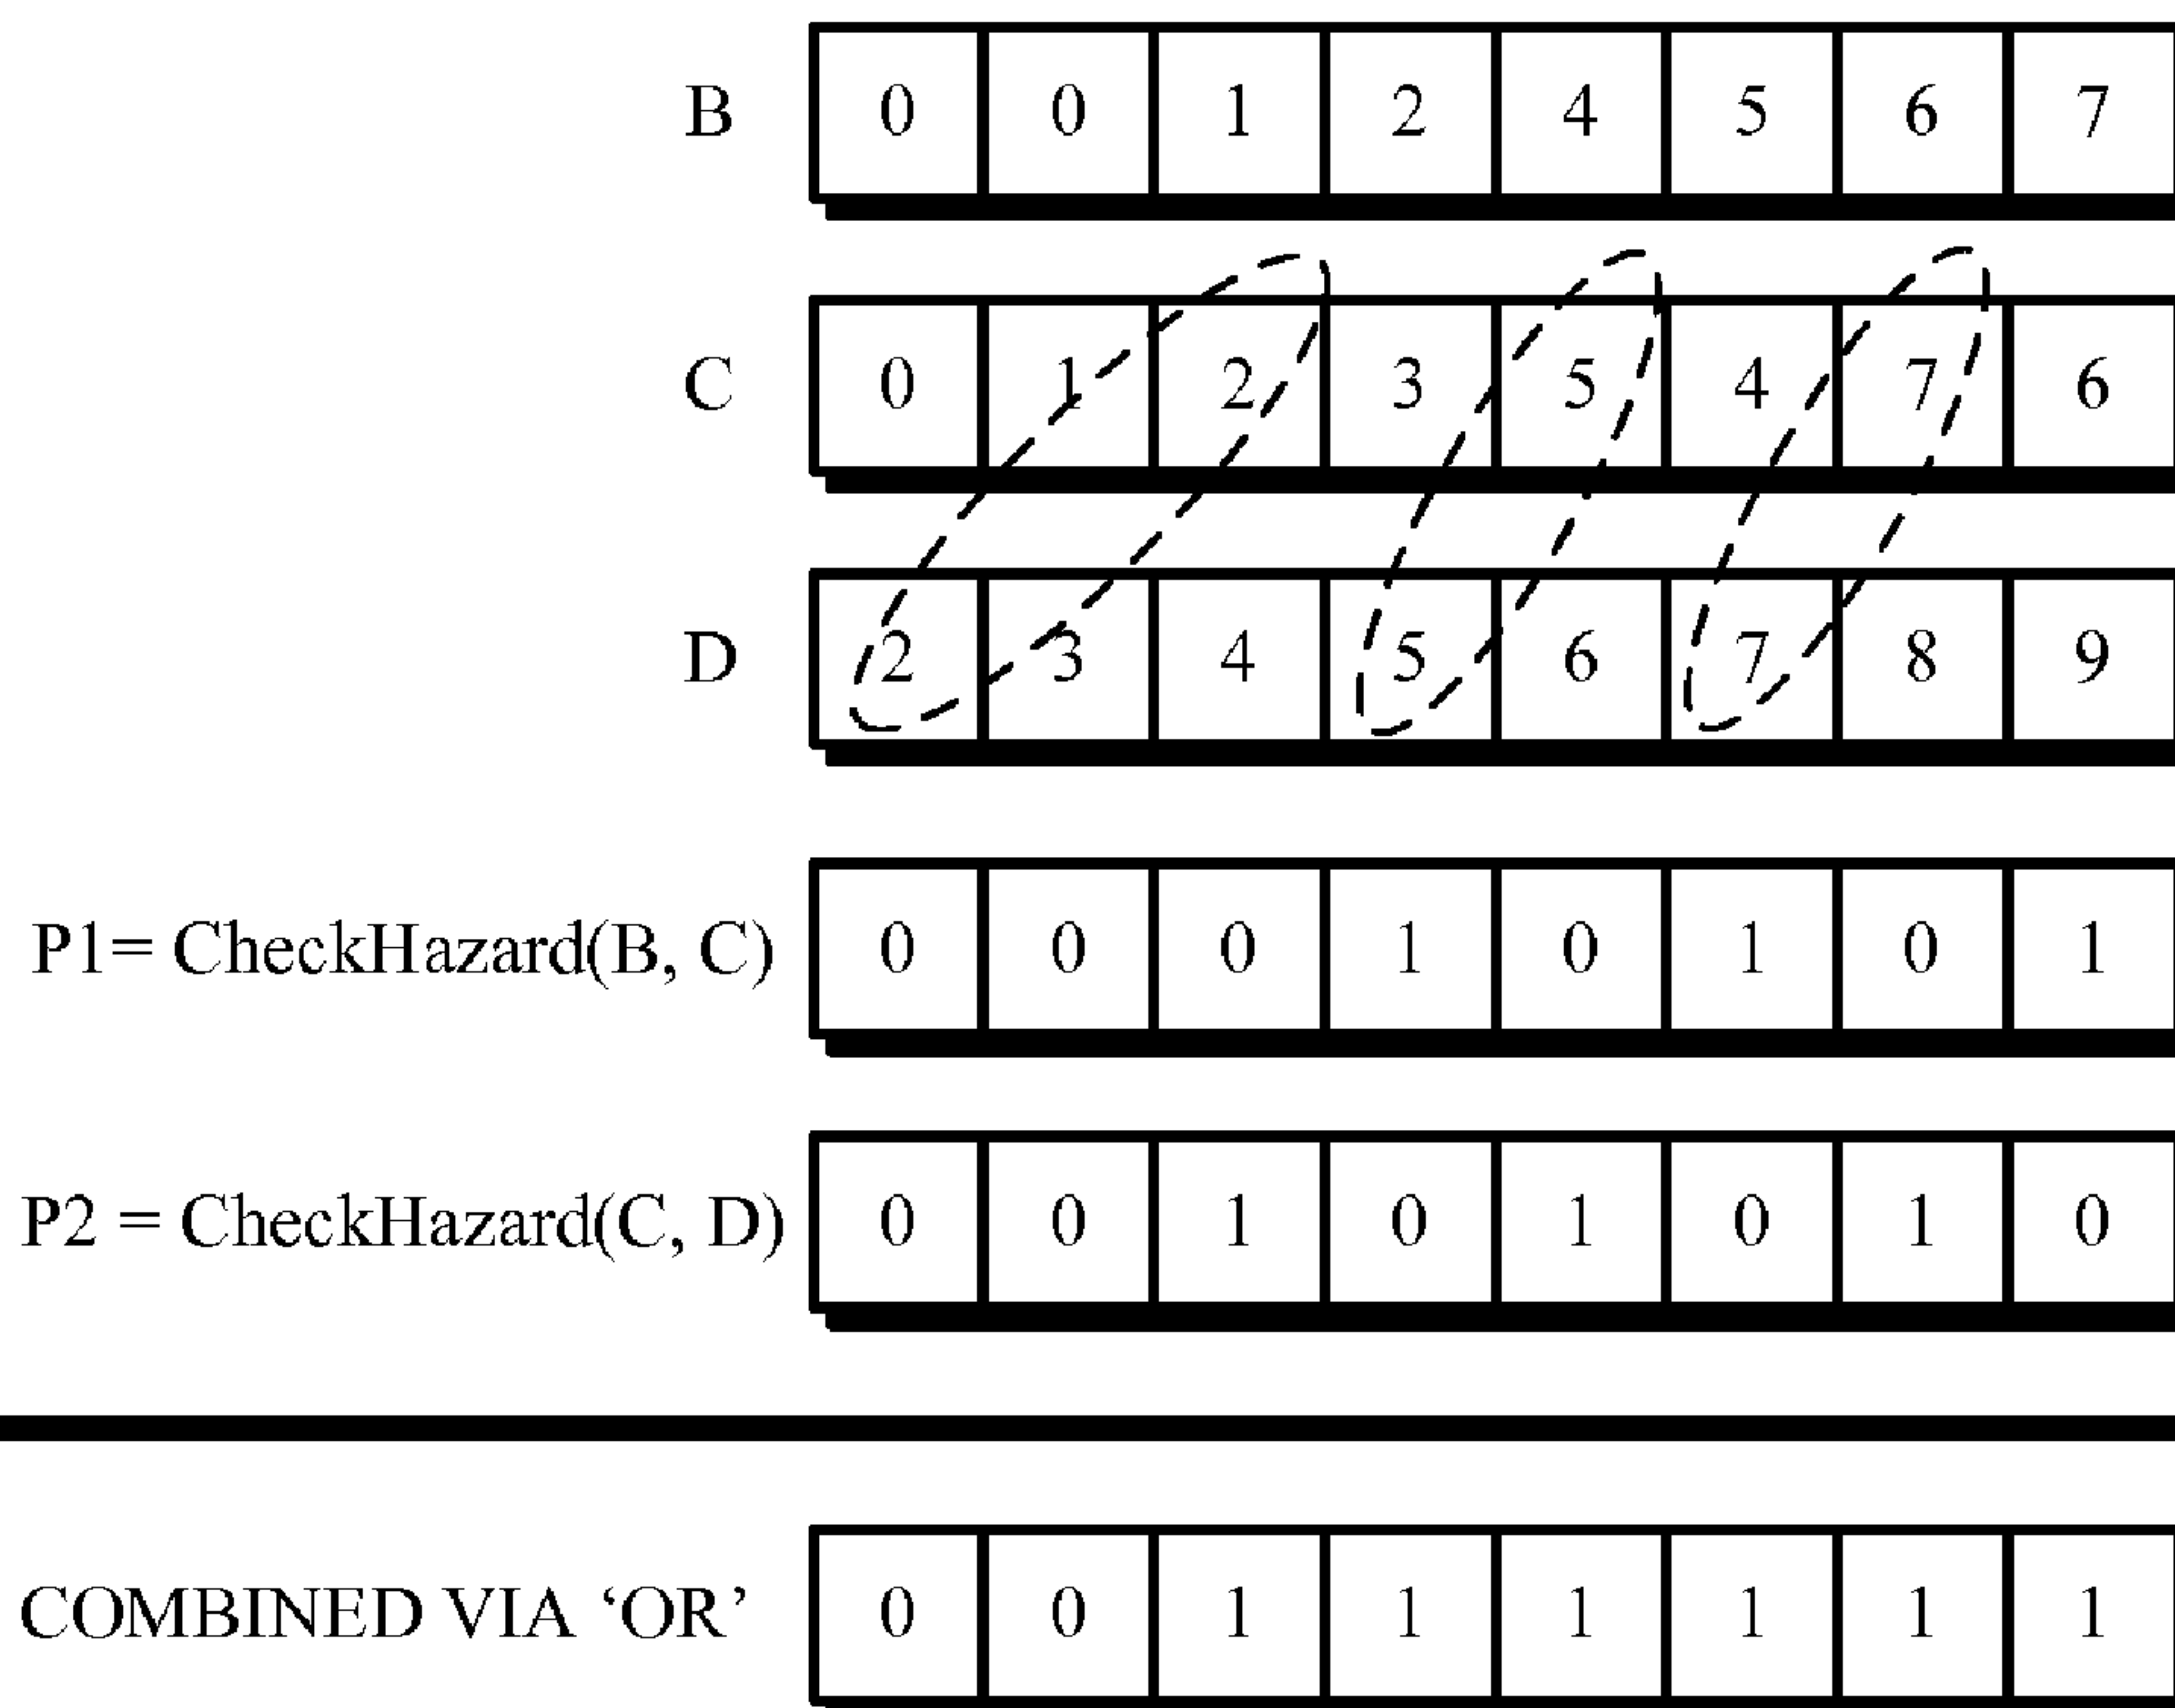 B 0 0 1 2 4 5 6 7
C 0 1 2 3 5 4 7 6
D 2 3 4 5 6 7 8 9
P1= CheckHazard(B, C) 0 0 0 1 0 1 0 1
P2 = CheckHazard(C, D) 0 0 1 0 1 0 1 0
COMBINED VIA ‘OR’ 0 0 1 1 1 1 1 1